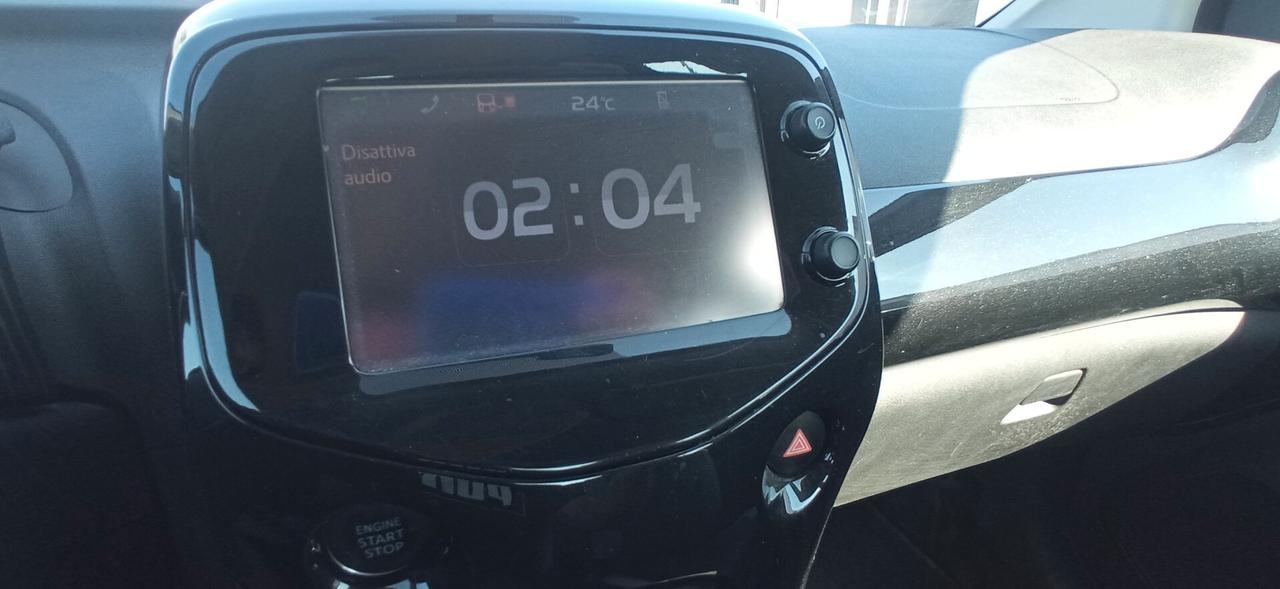 24°C
Disattiva
audio
02:04
ENGINE
START
STOP